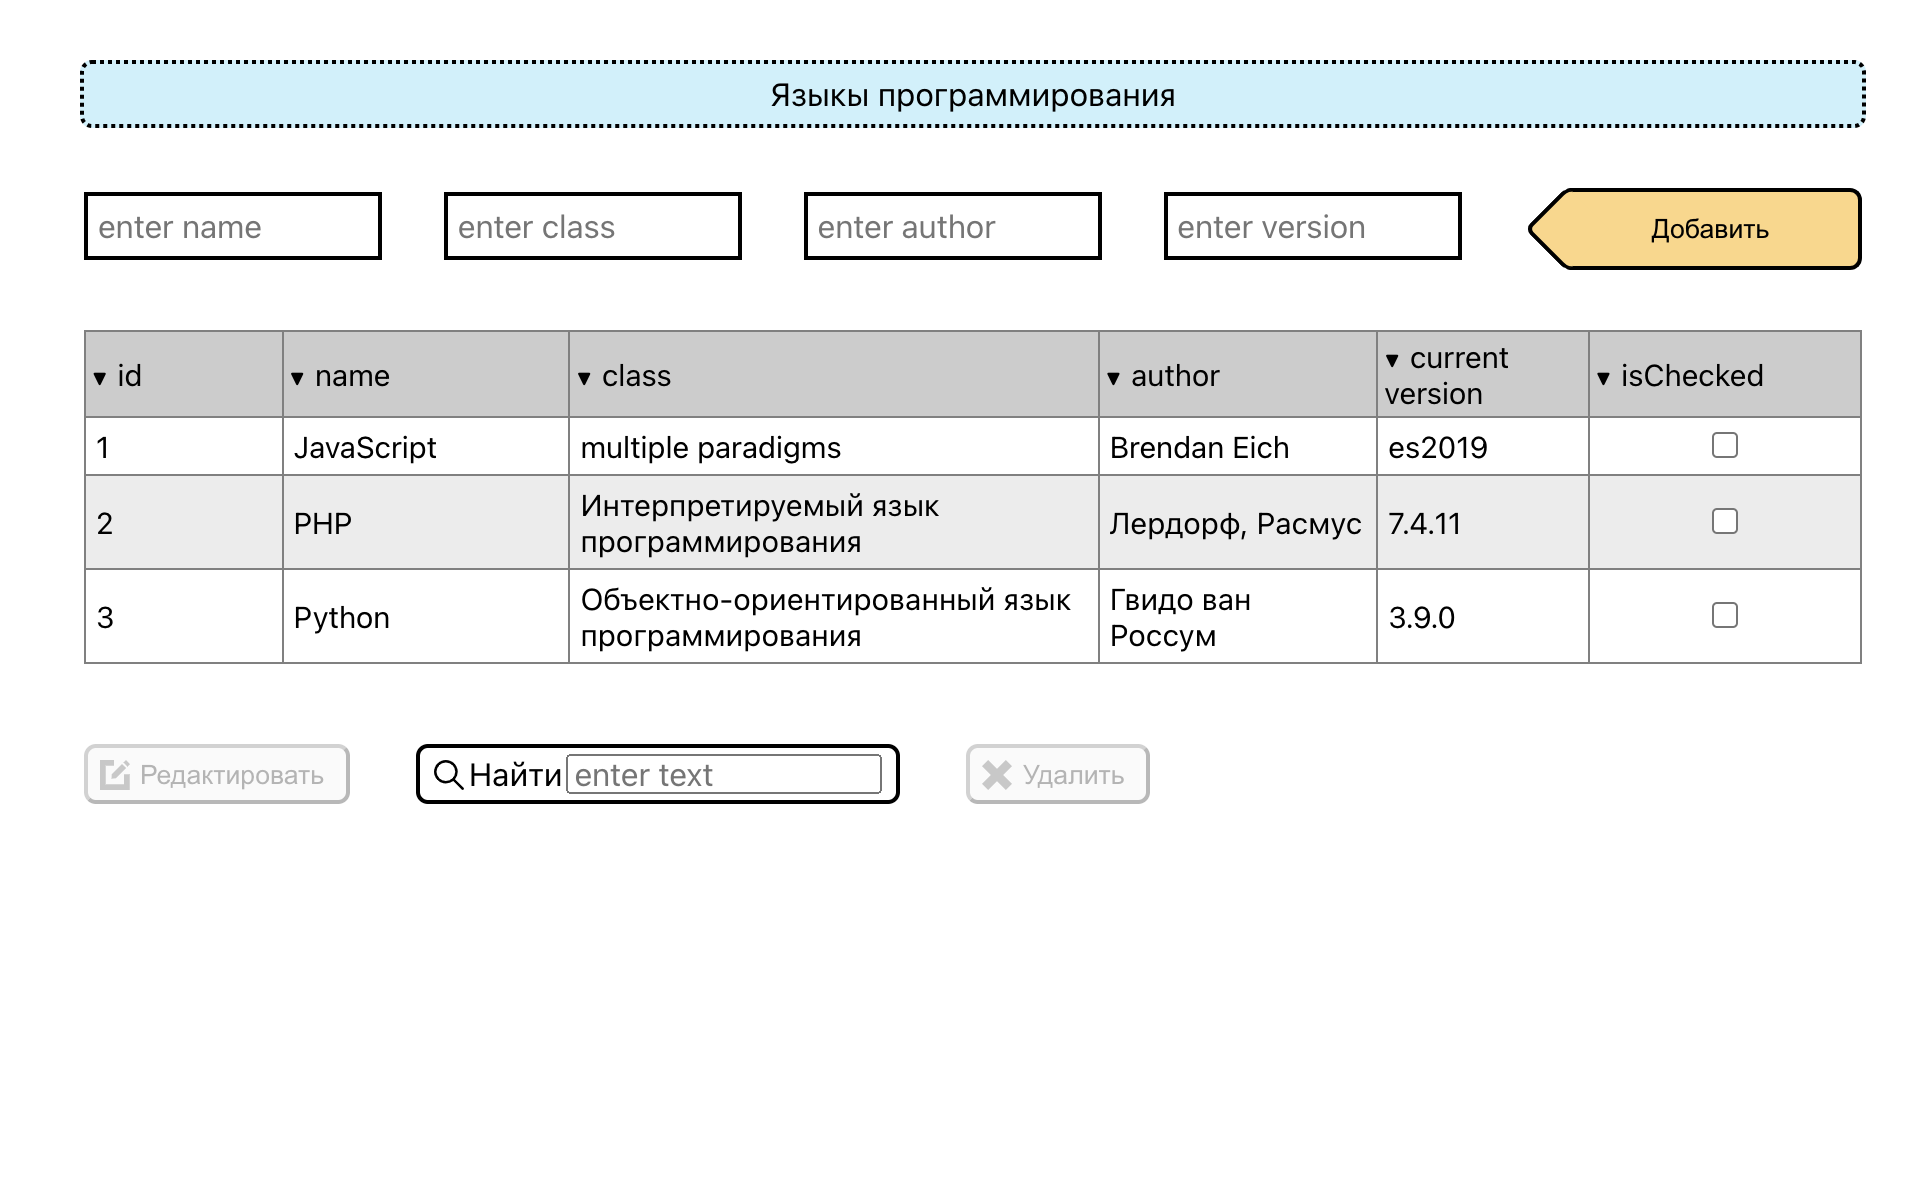 Языкы программирования
enter name
enter class
enter author
enter version
Добавить
▼ id
▼ name
▼ class
▼ author
▼ current
version
▼ isChecked
1
JavaScript
multiple paradigms
Brendan Eich
es2019
2
PHP
Интерпретируемый язык
программирования
Лердорф, Расмус
7.4.11
3
Python
Объектно-ориентированный язык
программирования
Гвидо ван
Россум
3.9.0
Редактировать
Найти
enter text
Удалить